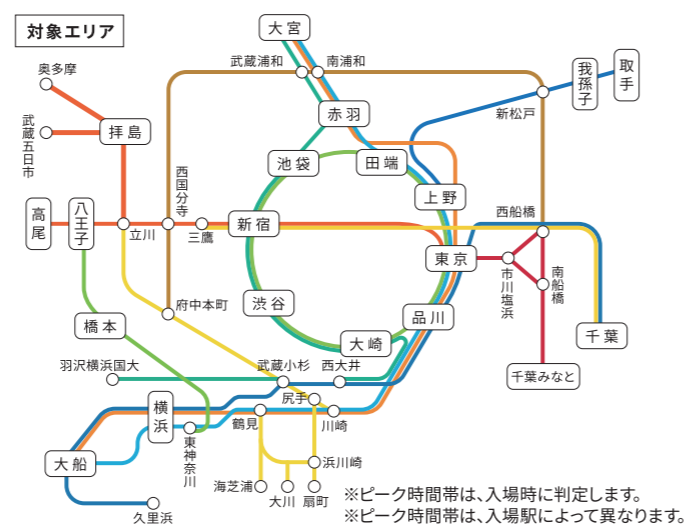 対象エリア
大宮
奥多摩
武蔵浦和
南浦和
我孫子
取手
武蔵五日市
拝島
赤羽
新松戸
池袋
田端
西国分寺
上野
高尾
八王子
立川
三鷹
新宿
西船橋
東京
市川塩浜
南船橋
府中本町
渋谷
品川
橋本
大崎
千葉
羽沢横浜国大
武蔵小杉
西大井
千葉みなと
横浜
尻手
鶴見
川崎
東神奈川
大船
浜川崎
海芝浦
大川
扇町
久里浜
※ピーク時間帯は、入場時に判定します。
※ピーク時間帯は、入場駅によって異なります。